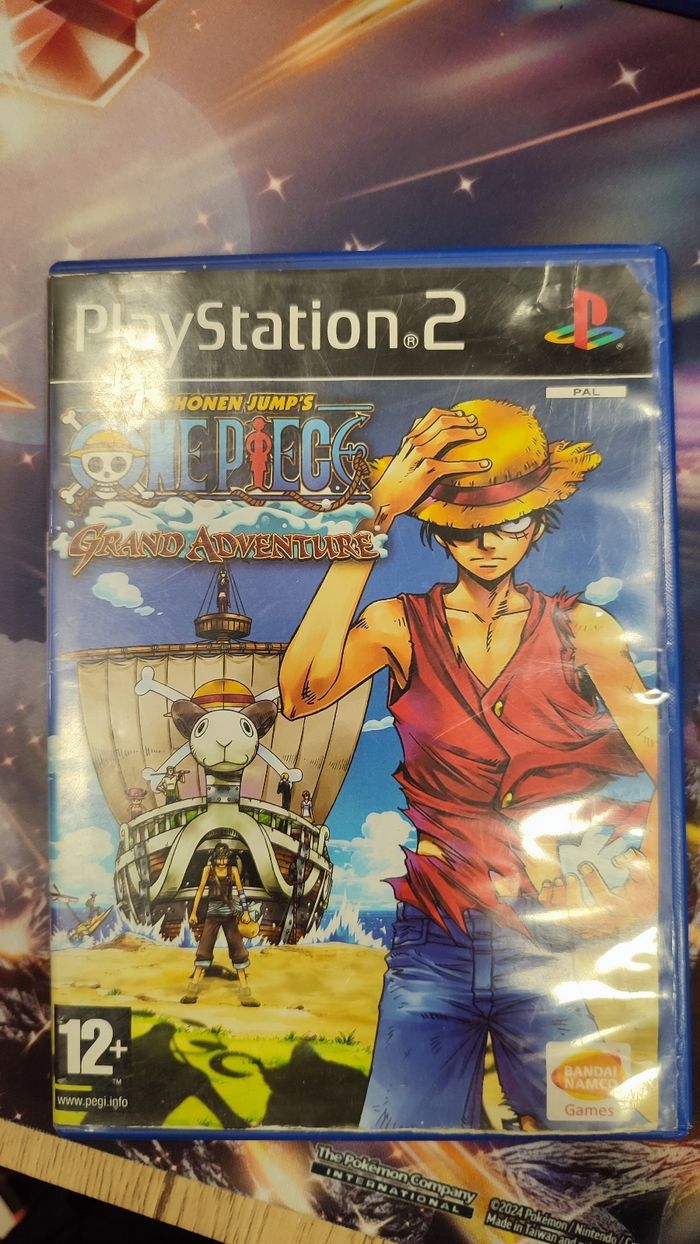 PlayStation®2
PAL
SHONEN JUMP'S
ONE PIECE
GRAND ADVENTURE
12+
TM
www.pegi.info
BANDAI
NAMCO
Games
The Pokémon Company
INTERNATIONAL
©2024 Pokémon / Nintendo /
Made in Taiwan and